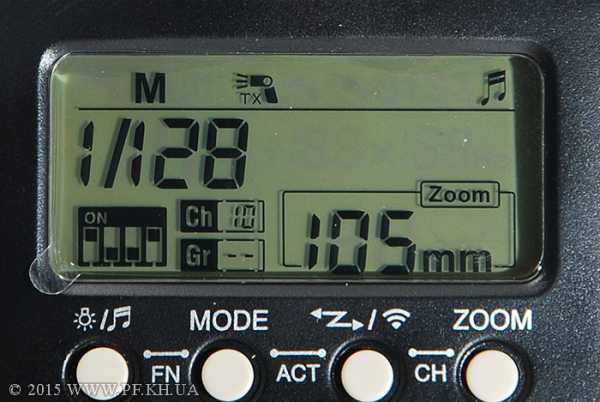 M TX
1/128
Zoom
ON Ch 10 105mm
Gr --
MODE / ZOOM
FN ACT CH
© 2015 WWW.PF.KH.UA